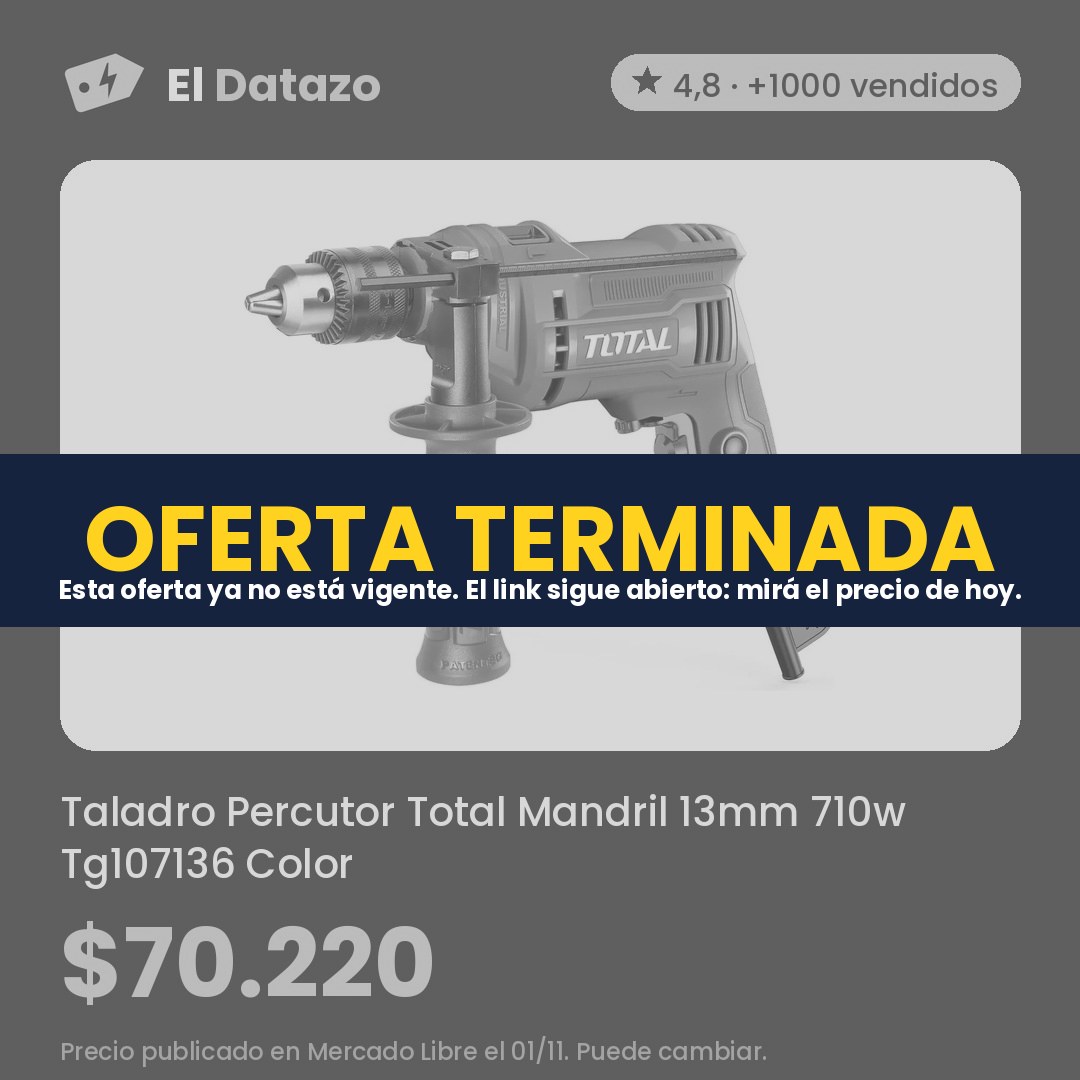 El Datazo
★ 4,8 · +1000 vendidos
TOTAL
OFERTA TERMINADA
Esta oferta ya no está vigente. El link sigue abierto: mirá el precio de hoy.
Taladro Percutor Total Mandril 13mm 710w
Tg107136 Color
$70.220
Precio publicado en Mercado Libre el 01/11. Puede cambiar.